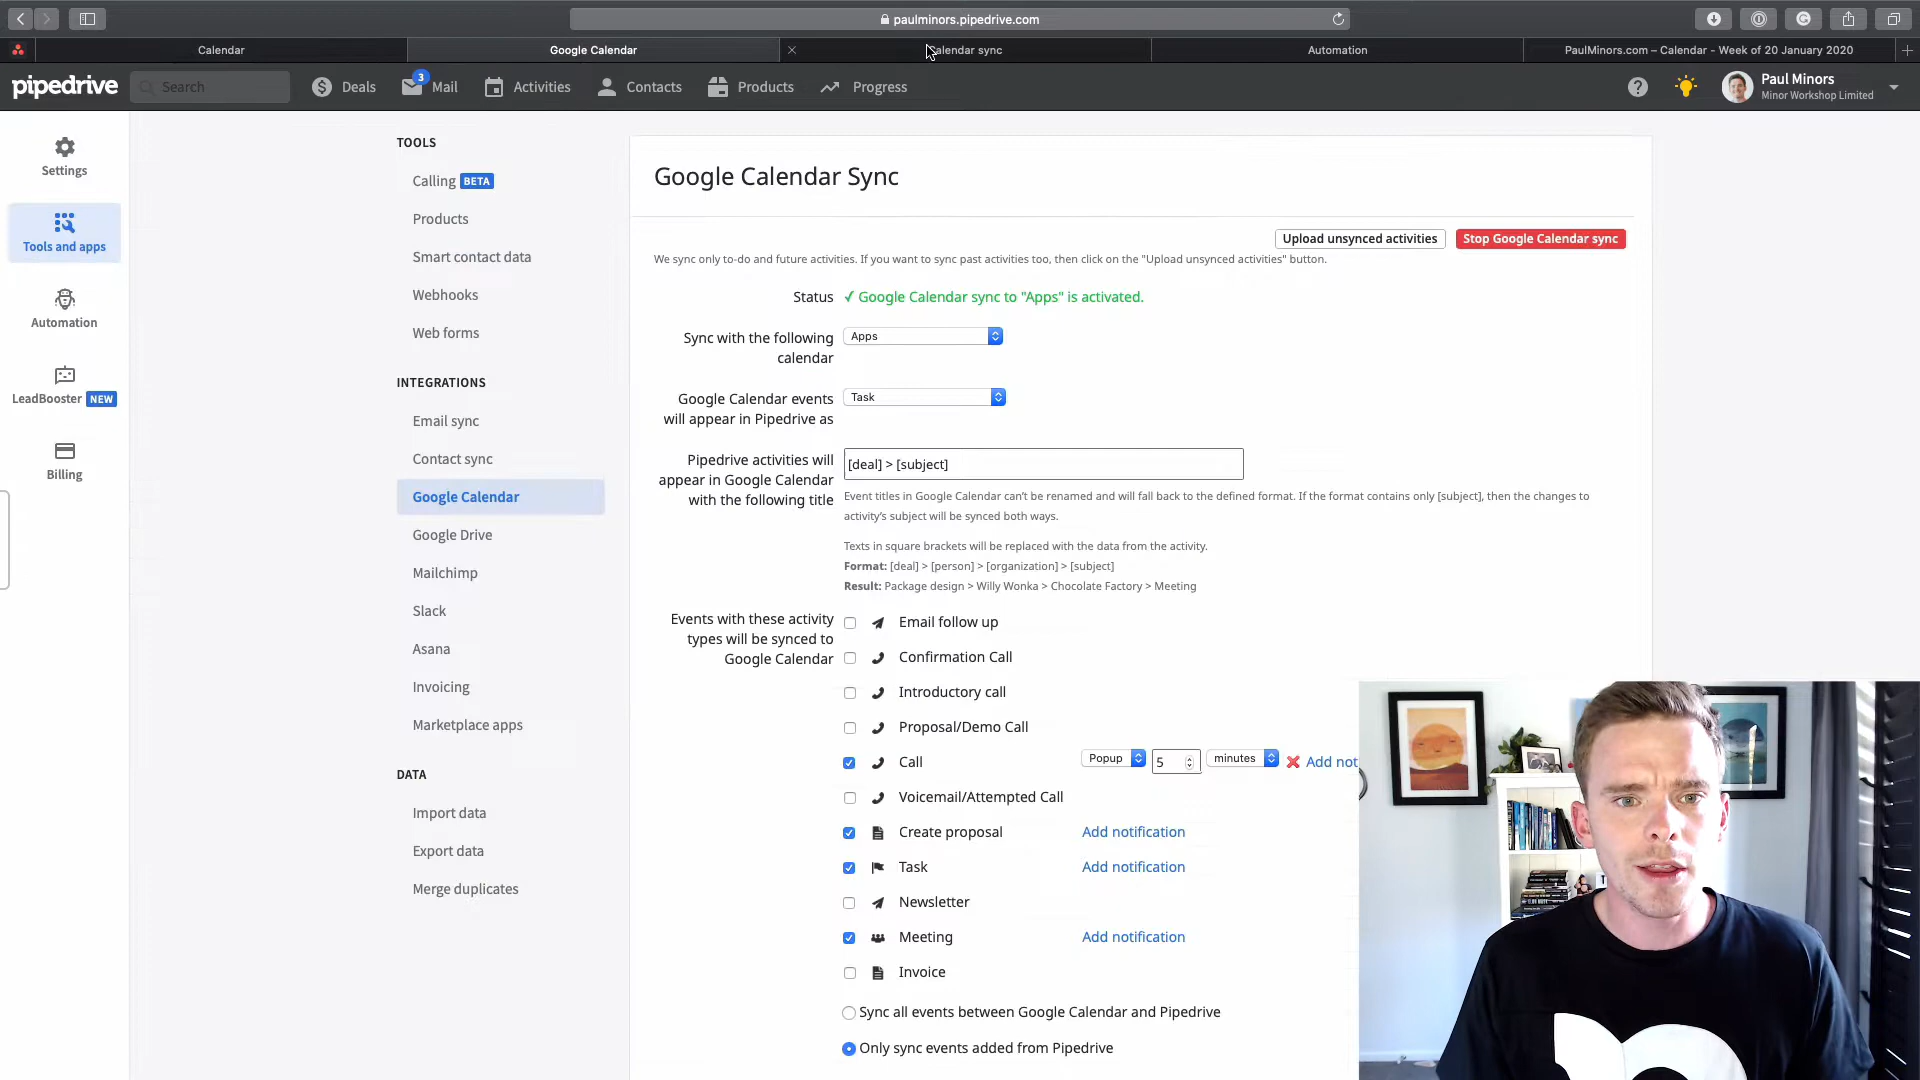 paulminors.pipedrive.com
Calendar
Google Calendar
Calendar sync
Automation
PaulMinors.com – Calendar - Week of 20 January 2020
pipedrive
Search
Deals
3
Mail
Activities
Contacts
Products
Progress
Paul Minors
Minor Workshop Limited
Settings
Tools and apps
Automation
LeadBooster NEW
Billing
TOOLS
Calling BETA
Products
Smart contact data
Webhooks
Web forms
INTEGRATIONS
Email sync
Contact sync
Google Calendar
Google Drive
Mailchimp
Slack
Asana
Invoicing
Marketplace apps
DATA
Import data
Export data
Merge duplicates
Google Calendar Sync
Upload unsynced activities
Stop Google Calendar sync
We sync only to-do and future activities. If you want to sync past activities too, then click on the "Upload unsynced activities" button.
Status ✓ Google Calendar sync to "Apps" is activated.
Sync with the following
calendar
Apps
Google Calendar events
will appear in Pipedrive as
Task
Pipedrive activities will
appear in Google Calendar
with the following title
[deal] > [subject]
Event titles in Google Calendar can't be renamed and will fall back to the defined format. If the format contains only [subject], then the changes to
activity's subject will be synced both ways.
Texts in square brackets will be replaced with the data from the activity.
Format: [deal] > [person] > [organization] > [subject]
Result: Package design > Willy Wonka > Chocolate Factory > Meeting
Events with these activity
types will be synced to
Google Calendar
Email follow up
Confirmation Call
Introductory call
Proposal/Demo Call
Call Popup 5 minutes Add not
Voicemail/Attempted Call
Create proposal Add notification
Task Add notification
Newsletter
Meeting Add notification
Invoice
Sync all events between Google Calendar and Pipedrive
Only sync events added from Pipedrive